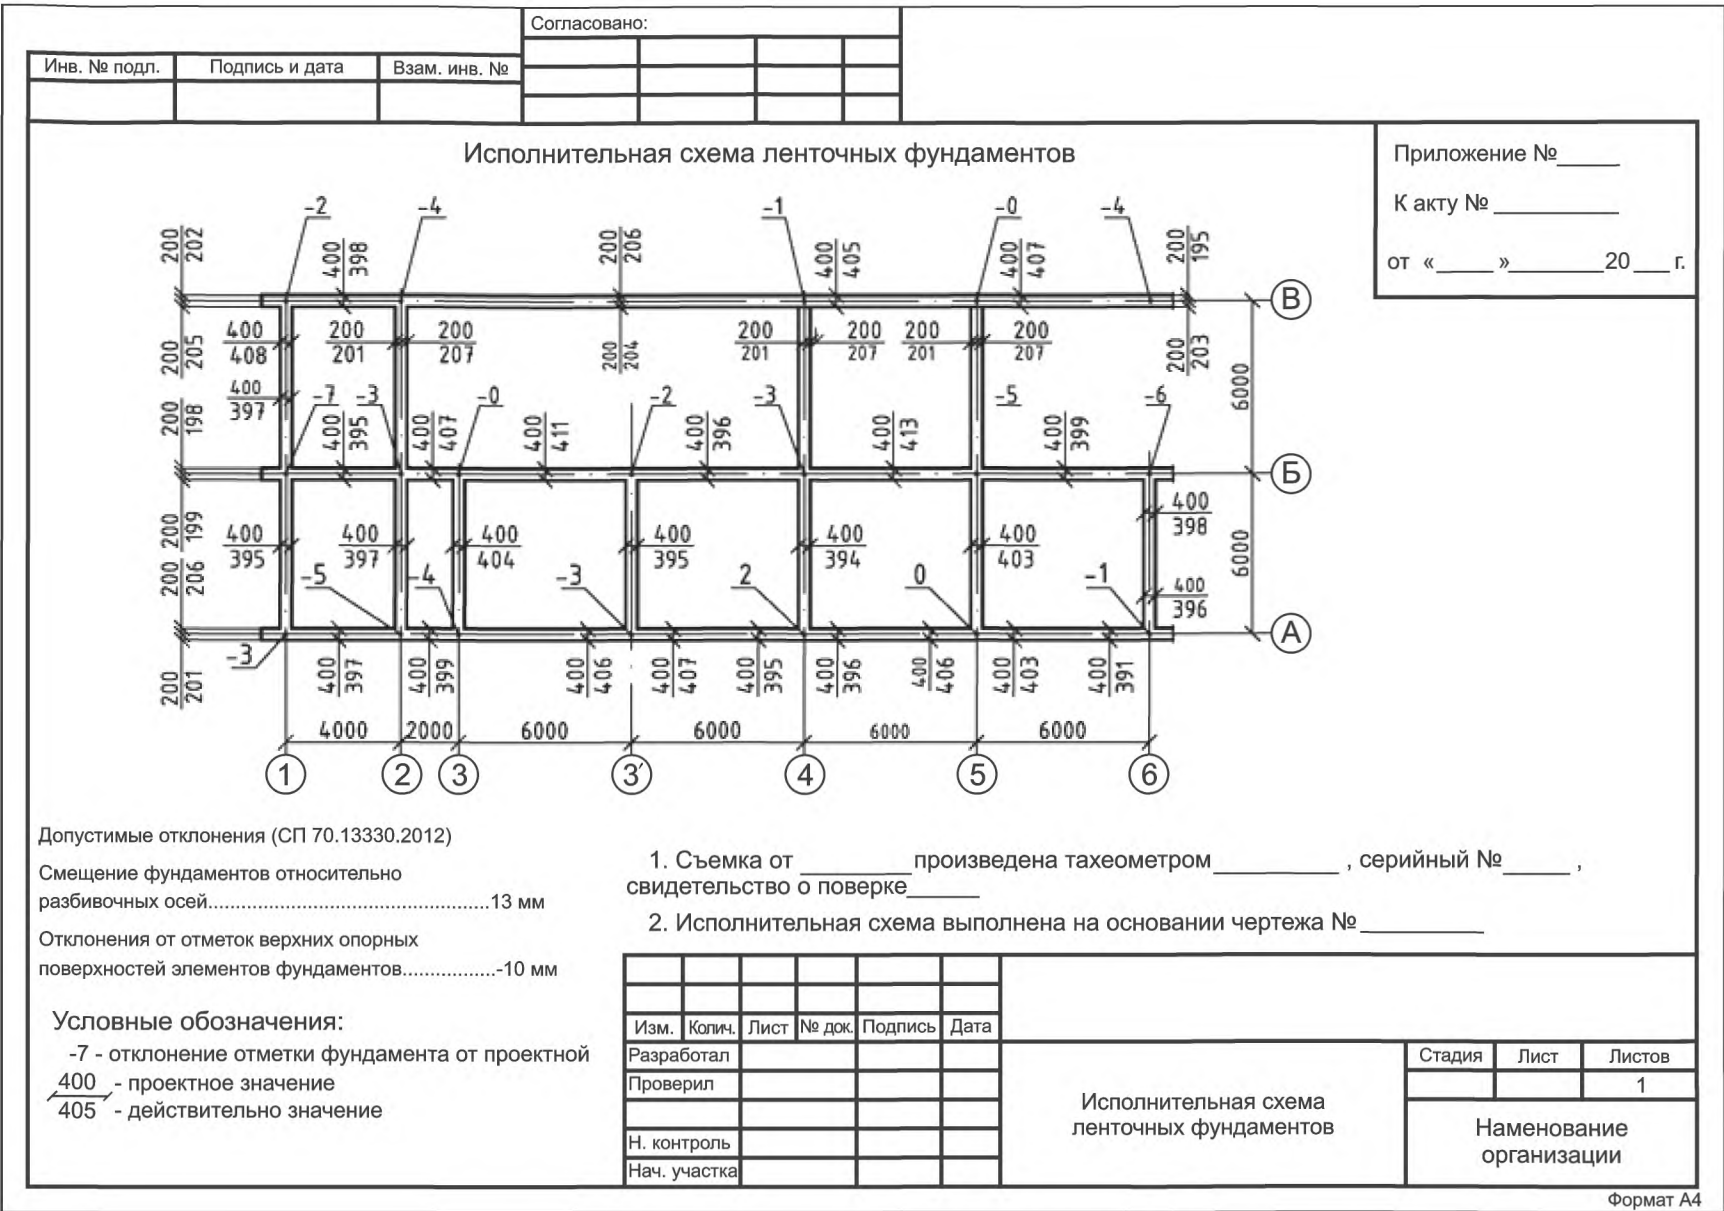 Согласовано:
Инв. № подл. Подпись и дата Взам. инв. №
Исполнительная схема ленточных фундаментов
Приложение №_____
К акту № __________
от «_____ »________20 ___ г.
-2 -4 -1 -0 -4
200 202
400 398
200 206
400 405
400 407
200 195
В
400 200 200 200 200 200 200
408 201 207 201 207 201 207
200 205
200 204
200 203
6000
400
397
-7 -3 -0 -2 -3 -5 -6
200 198
400 395
400 407
400 411
400 396
400 413
400 399
Б
200 199
400 400 400 400 400 400
395 397 404 395 394 403
400
398
6000
200 206
-5 -4 -3 2 0 -1
400
396
А
-3
200 201
400 397
400 399
400 406
400 407
400 395
400 396
400 406
400 403
400 391
4000 2000 6000 6000 6000 6000
1 2 3 3' 4 5 6
Допустимые отклонения (СП 70.13330.2012)
Смещение фундаментов относительно
разбивочных осей...................................................13 мм
Отклонения от отметок верхних опорных
поверхностей элементов фундаментов.................-10 мм
Условные обозначения:
-7 - отклонение отметки фундамента от проектной
400 - проектное значение
405 - действительно значение
1. Съемка от _________произведена тахеометром__________ , серийный №_____ ,
свидетельство о поверке______
2. Исполнительная схема выполнена на основании чертежа №__________
Изм. Колич. Лист № док. Подпись Дата
Разработал
Проверил
Н. контроль
Нач. участка
Исполнительная схема
ленточных фундаментов
Стадия Лист Листов
1
Наменование
организации
Формат А4